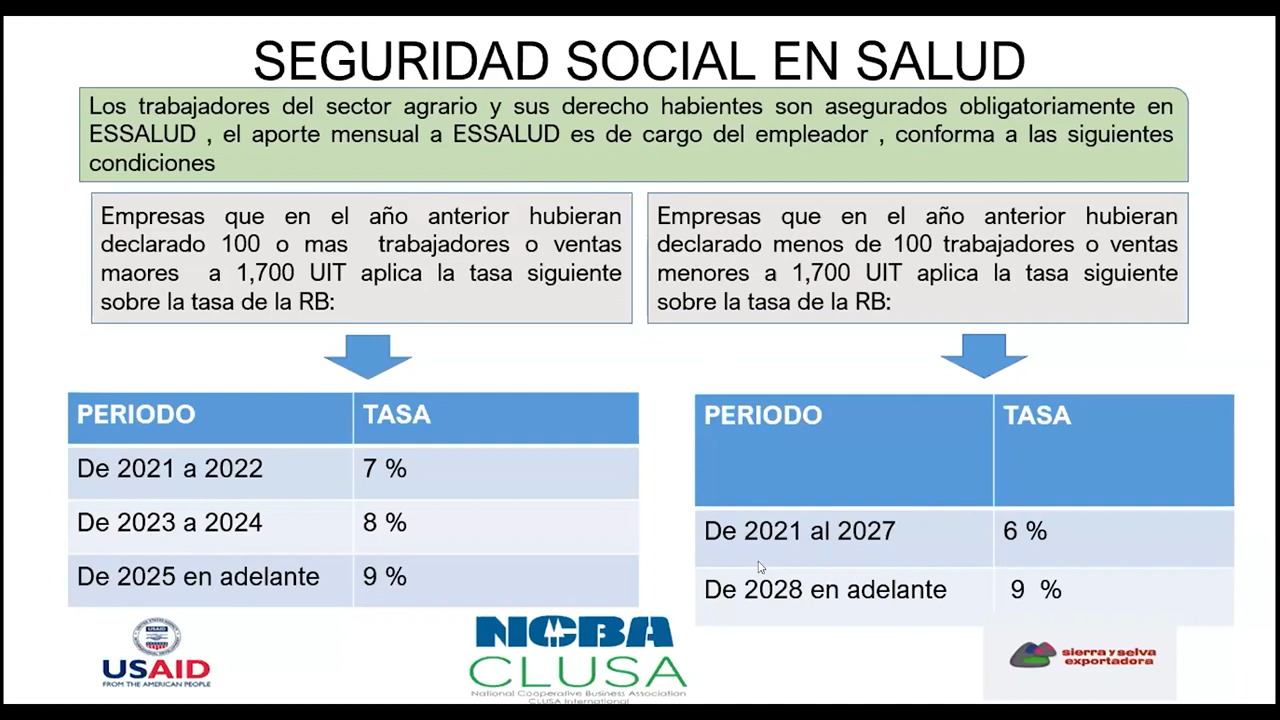 SEGURIDAD SOCIAL EN SALUD
Los trabajadores del sector agrario y sus derecho habientes son asegurados obligatoriamente en
ESSALUD , el aporte mensual a ESSALUD es de cargo del empleador , conforma a las siguientes
condiciones
Empresas que en el año anterior hubieran
declarado 100 o mas trabajadores o ventas
maores a 1,700 UIT aplica la tasa siguiente
sobre la tasa de la RB:
Empresas que en el año anterior hubieran
declarado menos de 100 trabajadores o ventas
menores a 1,700 UIT aplica la tasa siguiente
sobre la tasa de la RB:
PERIODO TASA
De 2021 a 2022 7 %
De 2023 a 2024 8 %
De 2025 en adelante 9 %
PERIODO TASA
De 2021 al 2027 6 %
De 2028 en adelante 9 %
USAID
FROM THE AMERICAN PEOPLE
NCBA
CLUSA
National Cooperative Business Association
CLUSA International
sierra y selva
exportadora